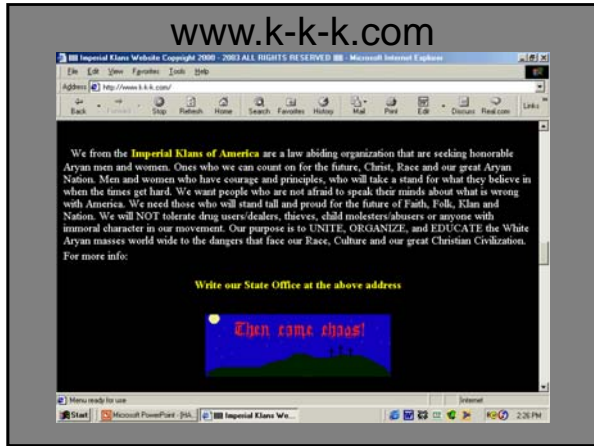 www.k-k-k.com
Imperial Klans Website Copyright 2000 - 2003 ALL RIGHTS RESERVED - Microsoft Internet Explorer
File Edit View Favorites Tools Help
Address http://www.k-k-k.com/
Back Forward Stop Refresh Home Search Favorites History Mail Print Edit Discuss Real.com Links
We from the Imperial Klans of America are a law abiding organization that are seeking honorable
Aryan men and women. Ones who we can count on for the future, Christ, Race and our great Aryan
Nation. Men and women who have courage and principles, who will take a stand for what they believe in
when the times get hard. We want people who are not afraid to speak their minds about what is wrong
with America. We need those who will stand tall and proud for the future of Faith, Folk, Klan and
Nation. We will NOT tolerate drug users/dealers, thieves, child molesters/abusers or anyone with
immoral character in our movement. Our purpose is to UNITE, ORGANIZE, and EDUCATE the White
Aryan masses world wide to the dangers that face our Race, Culture and our great Christian Civilization.
For more info:
Write our State Office at the above address
Then came chaos!
Menu ready for use Internet
Start Microsoft PowerPoint - [HA... Imperial Klans We... 2:26 PM